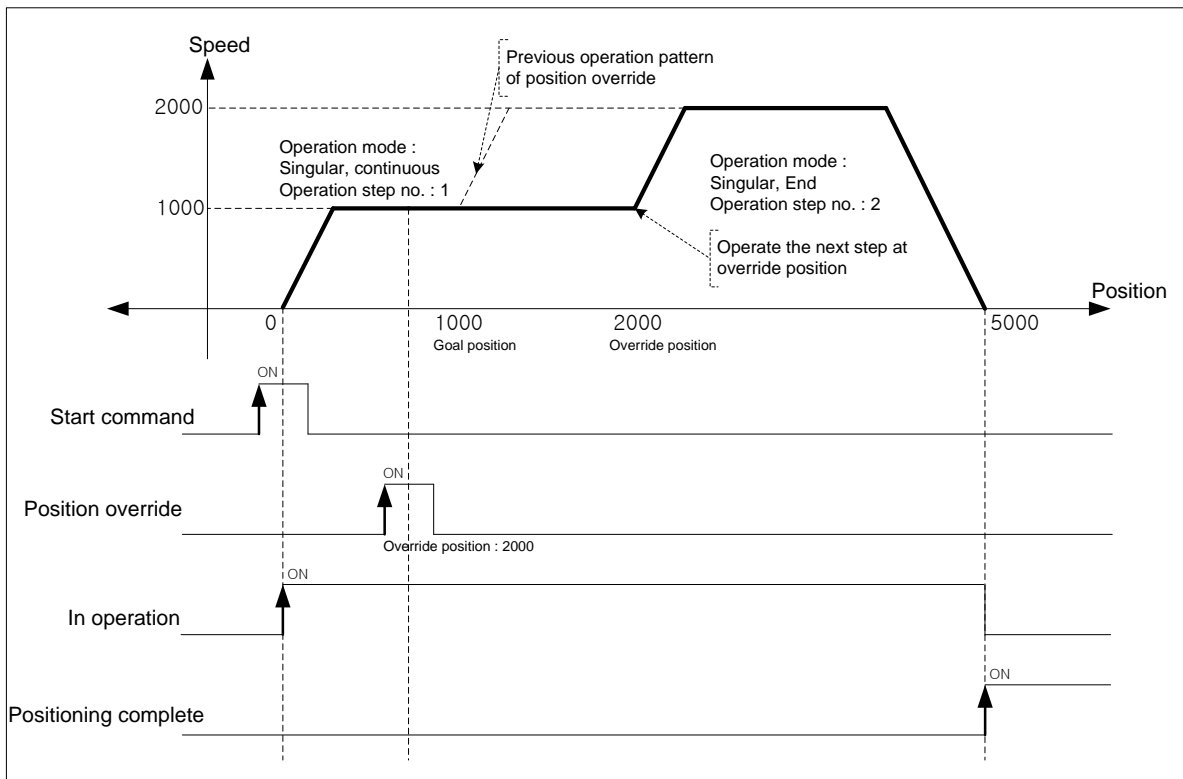 Speed
Previous operation pattern
of position override
2000
Operation mode :
Singular, continuous
Operation step no. : 1
Operation mode :
Singular, End
Operation step no. : 2
1000
Operate the next step at
override position
Position
0
1000
2000
5000
Goal position
Override position
ON
Start command
ON
Position override
Override position : 2000
ON
In operation
ON
Positioning complete